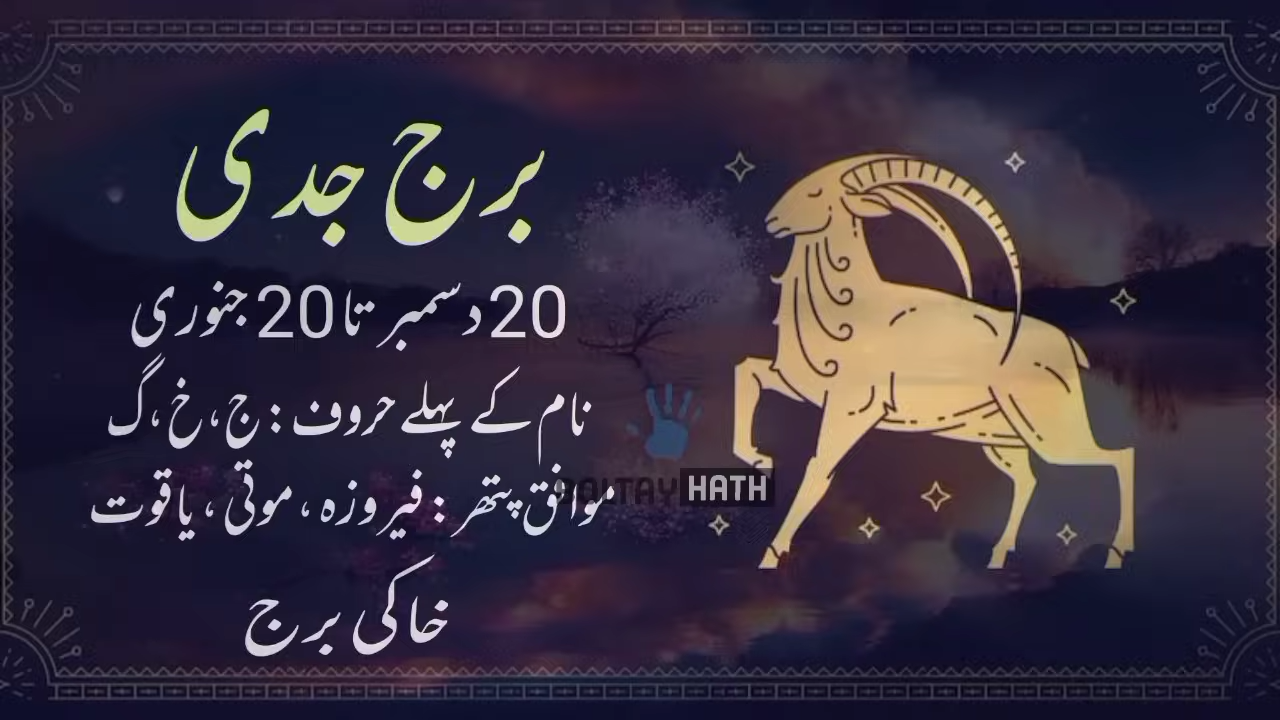 برج جدی
20 دسمبر تا 20 جنوری
نام کے پہلے حروف : ج، خ، گ
موافق پتھر : فیروزہ، موتی، یاقوت
BOLTAY HATH
خاکی برج